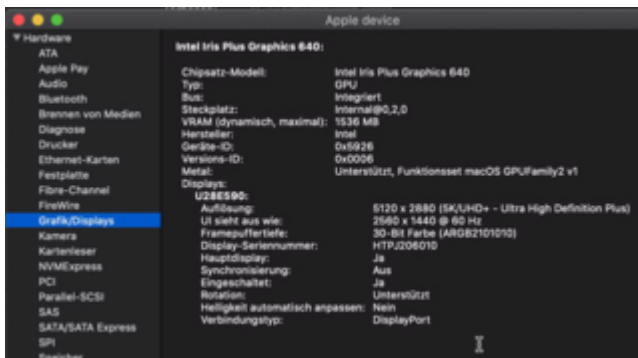 Apple device
Hardware
ATA
Apple Pay
Audio
Bluetooth
Brennen von Medien
Diagnose
Drucker
Ethernet-Karten
Festplatte
Fibre-Channel
FireWire
Grafik/Displays
Kamera
Kartenleser
NVMExpress
PCI
Parallel-SCSI
SAS
SATA/SATA Express
SPI
Speicher
Intel Iris Plus Graphics 640:
Chipsatz-Modell: Intel Iris Plus Graphics 640
Typ: GPU
Bus: Integriert
Steckplatz: Internal@0,2,0
VRAM (dynamisch, maximal): 1536 MB
Hersteller: Intel
Geräte-ID: 0x5926
Versions-ID: 0x0006
Metal: Unterstützt, Funktionsset macOS GPUFamily2 v1
Displays:
U28E590:
Auflösung: 5120 x 2880 (5K/UHD+ - Ultra High Definition Plus)
UI sieht aus wie: 2560 x 1440 @ 60 Hz
Framepuffertiefe: 30-Bit Farbe (ARGB2101010)
Display-Seriennummer: HTPJ206010
Hauptdisplay: Ja
Synchronisierung: Aus
Eingeschaltet: Ja
Rotation: Unterstützt
Helligkeit automatisch anpassen: Nein
Verbindungstyp: DisplayPort